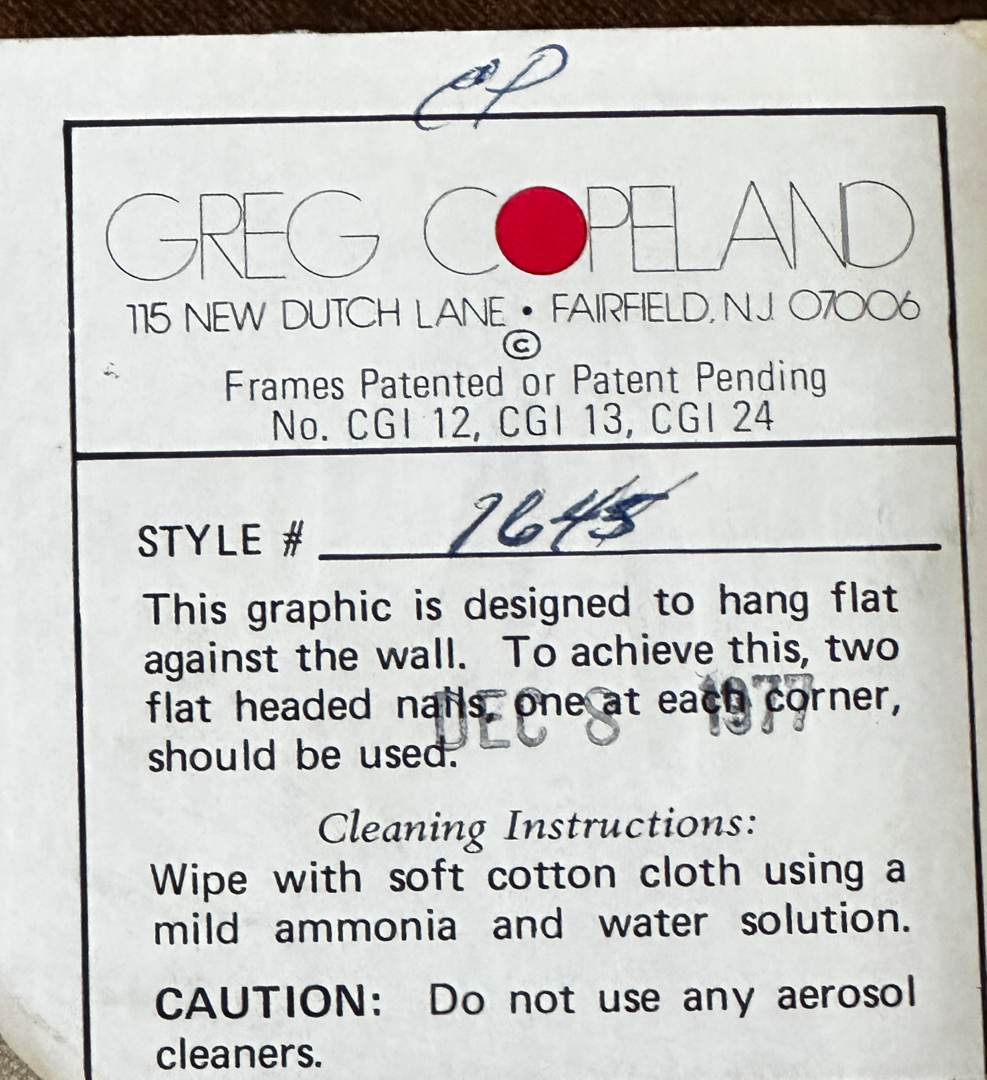 GREG COPELAND
115 NEW DUTCH LANE • FAIRFIELD, NJ 07006
©
Frames Patented or Patent Pending
No. CGI 12, CGI 13, CGI 24
STYLE #
This graphic is designed to hang flat
against the wall. To achieve this, two
flat headed nails, one at each corner,
should be used.
DEC 8 1977
Cleaning Instructions:
Wipe with soft cotton cloth using a
mild ammonia and water solution.
CAUTION: Do not use any aerosol
cleaners.